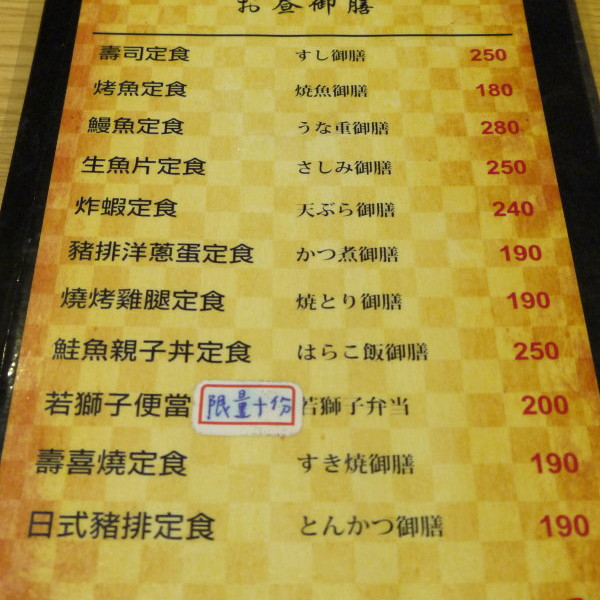 お昼御膳
壽司定食 すし御膳 250
烤魚定食 焼魚御膳 180
鰻魚定食 うな重御膳 280
生魚片定食 さしみ御膳 250
炸蝦定食 天ぷら御膳 240
豬排洋蔥蛋定食 かつ煮御膳 190
燒烤雞腿定食 焼とり御膳 190
鮭魚親子丼定食 はらこ飯御膳 250
若獅子便當 限量十份 若獅子弁当 200
壽喜燒定食 すき焼御膳 190
日式豬排定食 とんかつ御膳 190